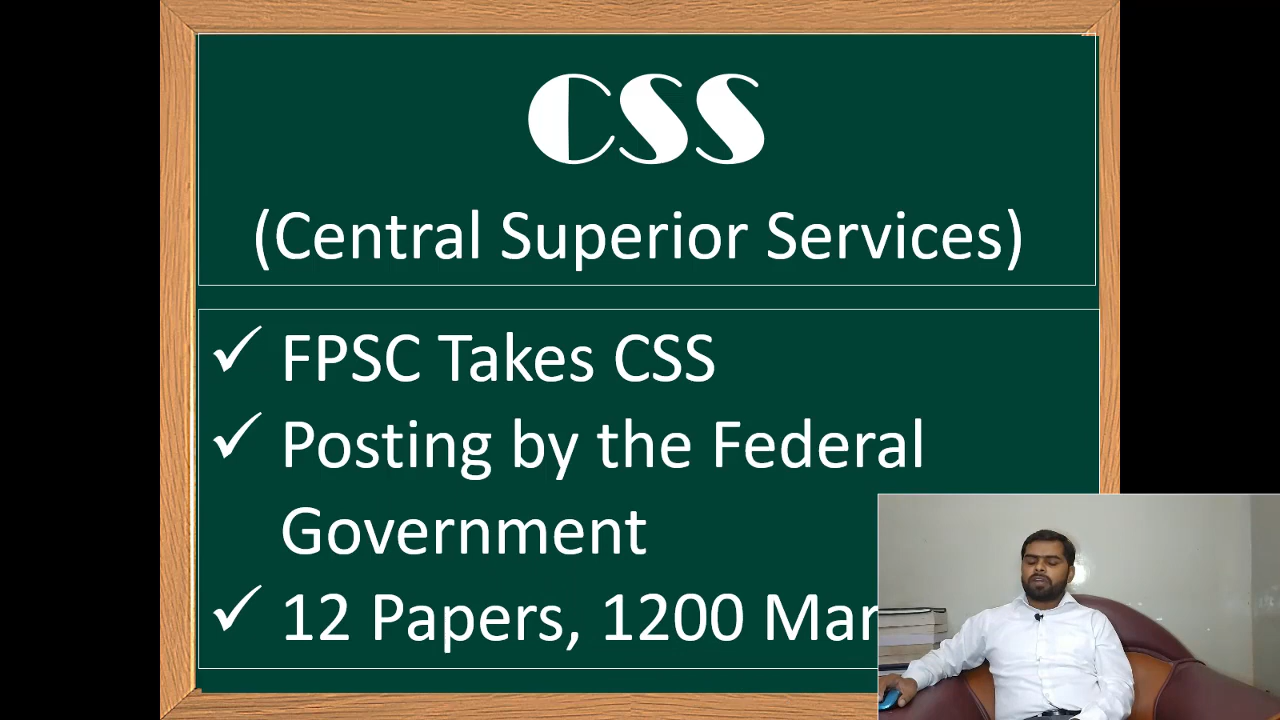 CSS
(Central Superior Services)
✓ FPSC Takes CSS
✓ Posting by the Federal
Government
✓ 12 Papers, 1200